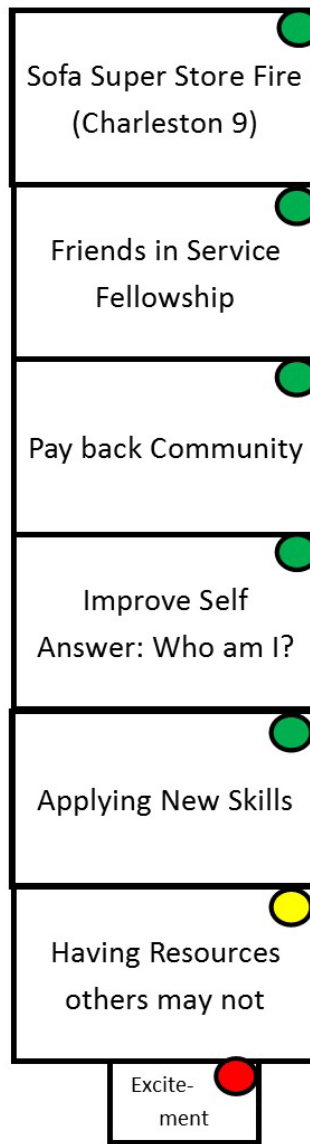 Sofa Super Store Fire
(Charleston 9)
Friends in Service
Fellowship
Pay back Community
Improve Self
Answer: Who am I?
Applying New Skills
Having Resources
others may not
Excite-
ment